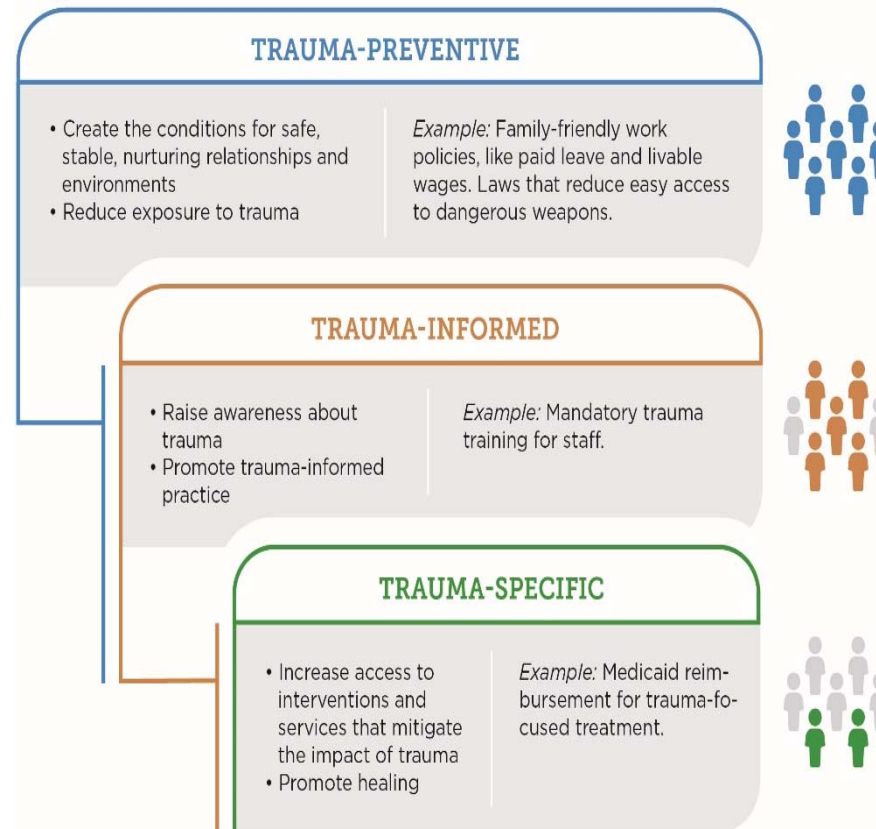 TRAUMA-PREVENTIVE
• Create the conditions for safe,
stable, nurturing relationships and
environments
• Reduce exposure to trauma
Example: Family-friendly work
policies, like paid leave and livable
wages. Laws that reduce easy access
to dangerous weapons.
TRAUMA-INFORMED
• Raise awareness about
trauma
• Promote trauma-informed
practice
Example: Mandatory trauma
training for staff.
TRAUMA-SPECIFIC
• Increase access to
interventions and
services that mitigate
the impact of trauma
• Promote healing
Example: Medicaid reim-
bursement for trauma-fo-
cused treatment.